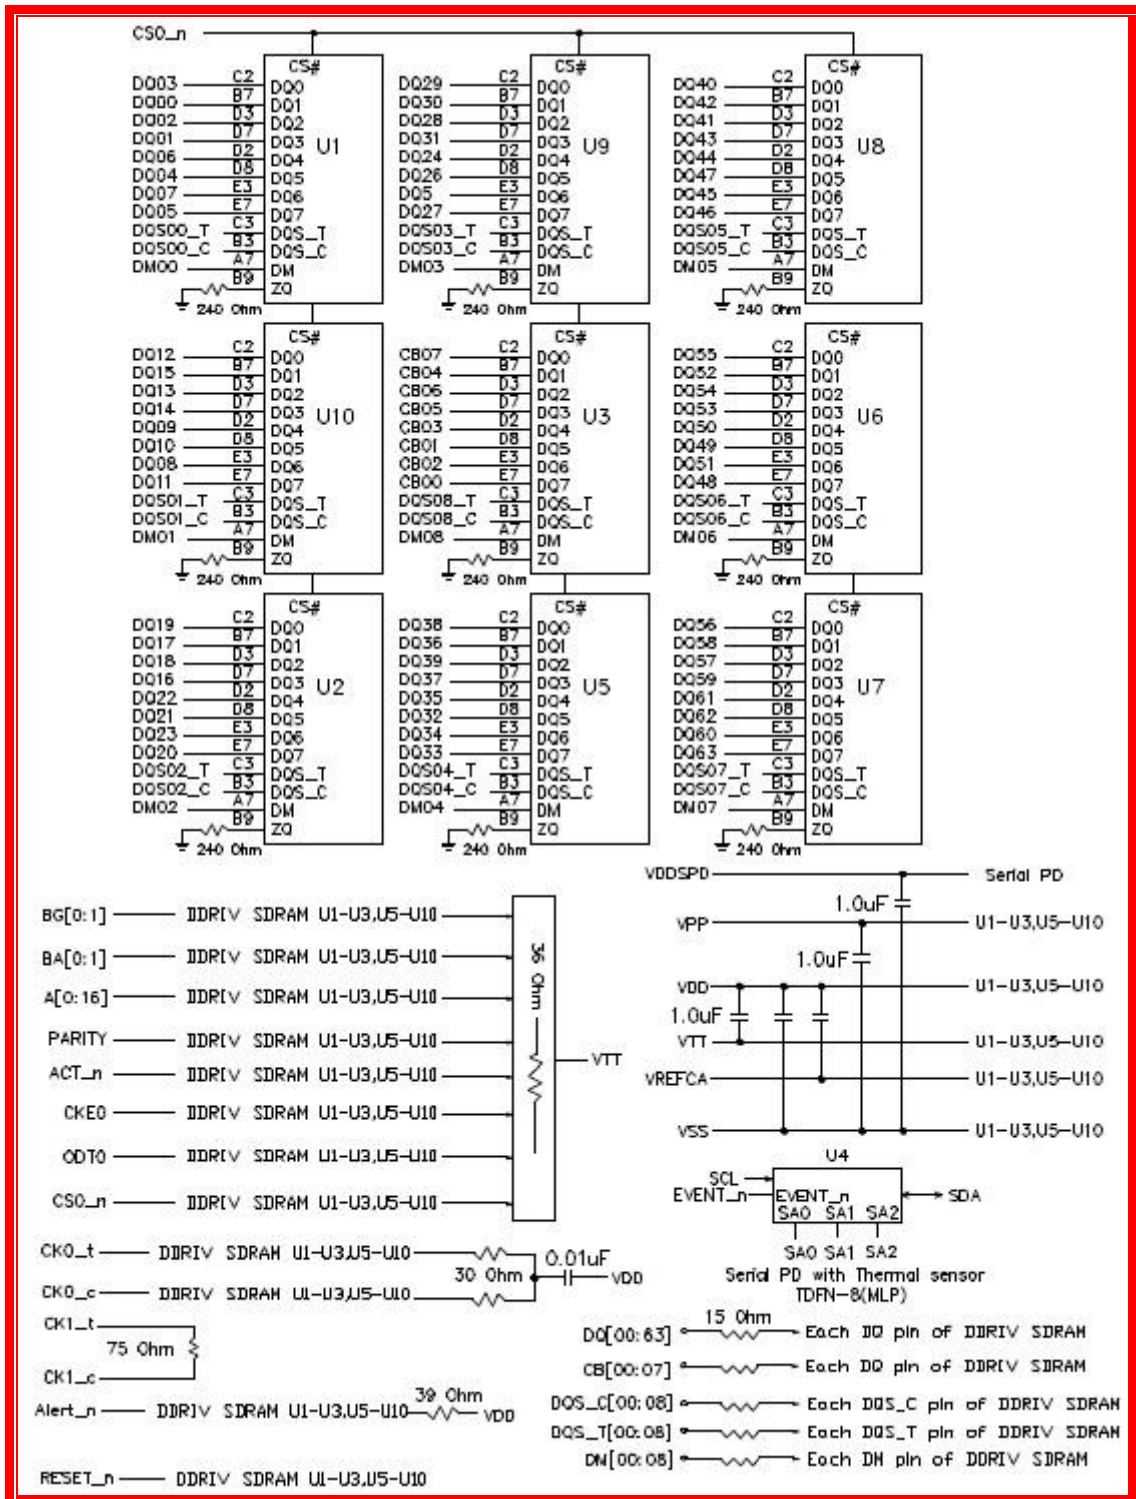 CS0_n
CS#
DQ03 C2 DQ0
DQ00 B7 DQ1
DQ02 D3 DQ2
DQ01 D7 DQ3 U1
DQ06 D2 DQ4
DQ04 D8 DQ5
DQ07 E3 DQ6
DQ05 E7 DQ7
DQS00_T C3 DQS_T
DQS00_C B3 DQS_C
DM00 A7 DM
B9 ZQ
240 Ohm
CS#
DQ29 C2 DQ0
DQ30 B7 DQ1
DQ28 D3 DQ2
DQ31 D7 DQ3 U9
DQ24 D2 DQ4
DQ26 D8 DQ5
DQ5 E3 DQ6
DQ27 E7 DQ7
DQS03_T C3 DQS_T
DQS03_C B3 DQS_C
DM03 A7 DM
B9 ZQ
240 Ohm
CS#
DQ40 C2 DQ0
DQ42 B7 DQ1
DQ41 D3 DQ2
DQ43 D7 DQ3 U8
DQ44 D2 DQ4
DQ47 D8 DQ5
DQ45 E3 DQ6
DQ46 E7 DQ7
DQS05_T C3 DQS_T
DQS05_C B3 DQS_C
DM05 A7 DM
B9 ZQ
240 Ohm
CS#
DQ12 C2 DQ0
DQ15 B7 DQ1
DQ13 D3 DQ2
DQ14 D7 DQ3 U10
DQ09 D2 DQ4
DQ10 D8 DQ5
DQ08 E3 DQ6
DQ11 E7 DQ7
DQS01_T C3 DQS_T
DQS01_C B3 DQS_C
DM01 A7 DM
B9 ZQ
240 Ohm
CS#
CB07 C2 DQ0
CB04 B7 DQ1
CB06 D3 DQ2
CB05 D7 DQ3 U3
CB03 D2 DQ4
CB01 D8 DQ5
CB02 E3 DQ6
CB00 E7 DQ7
DQS08_T C3 DQS_T
DQS08_C B3 DQS_C
DM08 A7 DM
B9 ZQ
240 Ohm
CS#
DQ55 C2 DQ0
DQ52 B7 DQ1
DQ54 D3 DQ2
DQ53 D7 DQ3 U6
DQ50 D2 DQ4
DQ49 D8 DQ5
DQ51 E3 DQ6
DQ48 E7 DQ7
DQS06_T C3 DQS_T
DQS06_C B3 DQS_C
DM06 A7 DM
B9 ZQ
240 Ohm
CS#
DQ19 C2 DQ0
DQ17 B7 DQ1
DQ18 D3 DQ2
DQ16 D7 DQ3 U2
DQ22 D2 DQ4
DQ21 D8 DQ5
DQ23 E3 DQ6
DQ20 E7 DQ7
DQS02_T C3 DQS_T
DQS02_C B3 DQS_C
DM02 A7 DM
B9 ZQ
240 Ohm
CS#
DQ38 C2 DQ0
DQ36 B7 DQ1
DQ39 D3 DQ2
DQ37 D7 DQ3 U5
DQ35 D2 DQ4
DQ32 D8 DQ5
DQ34 E3 DQ6
DQ33 E7 DQ7
DQS04_T C3 DQS_T
DQS04_C B3 DQS_C
DM04 A7 DM
B9 ZQ
240 Ohm
CS#
DQ56 C2 DQ0
DQ58 B7 DQ1
DQ57 D3 DQ2
DQ59 D7 DQ3 U7
DQ61 D2 DQ4
DQ62 D8 DQ5
DQ60 E3 DQ6
DQ63 E7 DQ7
DQS07_T C3 DQS_T
DQS07_C B3 DQS_C
DM07 A7 DM
B9 ZQ
240 Ohm
BG[0:1] DDRIV SDRAM U1-U3,U5-U10
BA[0:1] DDRIV SDRAM U1-U3,U5-U10
A[0:16] DDRIV SDRAM U1-U3,U5-U10
PARITY DDRIV SDRAM U1-U3,U5-U10
ACT_n DDRIV SDRAM U1-U3,U5-U10
CKE0 DDRIV SDRAM U1-U3,U5-U10
ODT0 DDRIV SDRAM U1-U3,U5-U10
CS0_n DDRIV SDRAM U1-U3,U5-U10
36 Ohm
VTT
VDDSPD Serial PD
1.0uF
VPP U1-U3,U5-U10
1.0uF
VDD U1-U3,U5-U10
1.0uF
VTT U1-U3,U5-U10
VREFCA U1-U3,U5-U10
VSS U1-U3,U5-U10
U4
SCL
EVENT_n EVENT_n SDA
SA0 SA1 SA2
SA0 SA1 SA2
Serial PD with Thermal sensor
TDFN-8(MLP)
CK0_t DDRIV SDRAM U1-U3,U5-U10
30 Ohm 0.01uF VDD
CK0_c DDRIV SDRAM U1-U3,U5-U10
CK1_t
75 Ohm
CK1_c
Alert_n DDRIV SDRAM U1-U3,U5-U10 39 Ohm VDD
RESET_n DDRIV SDRAM U1-U3,U5-U10
15 Ohm
DQ[00:63] Each DQ pin of DDRIV SDRAM
CB[00:07] Each DQ pin of DDRIV SDRAM
DQS_C[00:08] Each DQS_C pin of DDRIV SDRAM
DQS_T[00:08] Each DQS_T pin of DDRIV SDRAM
DM[00:08] Each DM pin of DDRIV SDRAM